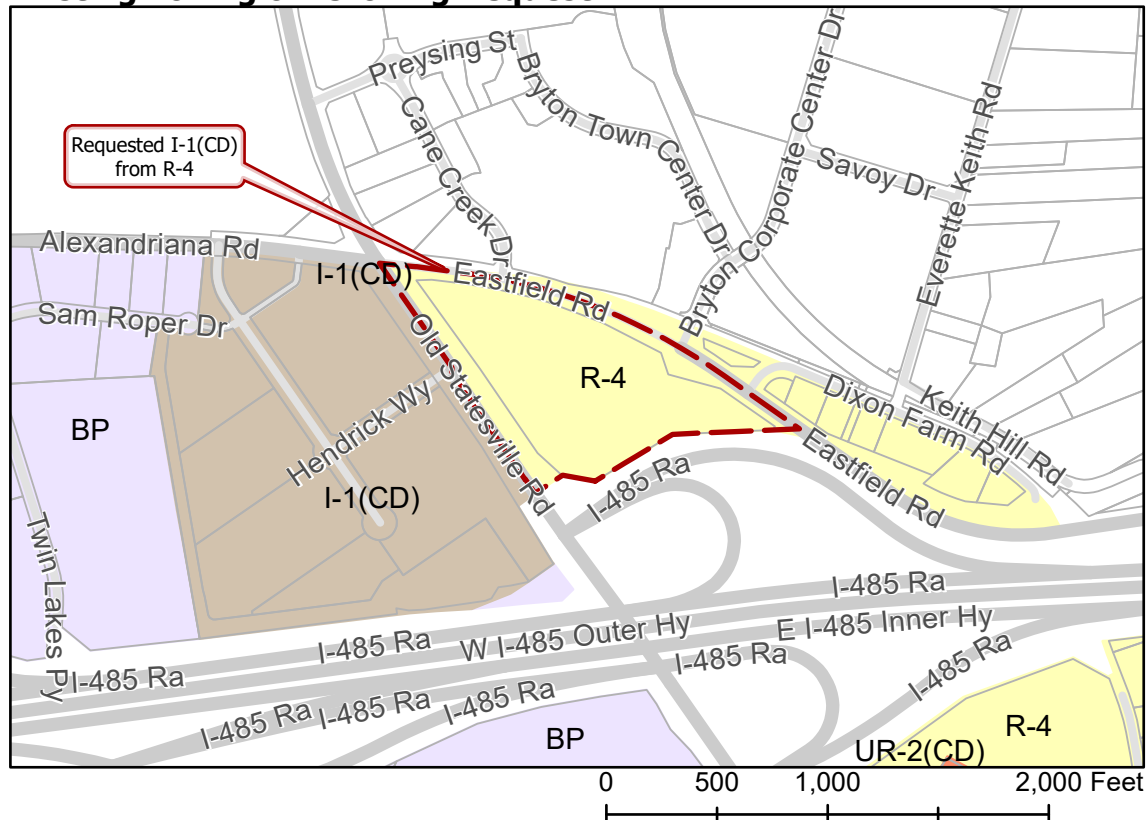 Preysing St
Bryton Town Center Dr
Bryton Corporate Center Dr
Cane Creek Dr
Savoy Dr
Everette Keith Rd
Requested I-1(CD)
from R-4
Alexandriana Rd
I-1(CD)
Eastfield Rd
Sam Roper Dr
Old Statesville Rd
R-4
BP
Hendrick Wy
Dixon Farm Rd
Keith Hill Rd
I-1(CD)
I-485 Ra
Eastfield Rd
Twin Lakes Py
I-485 Ra
I-485 Ra
W I-485 Outer Hy
E I-485 Inner Hy
I-485 Ra
I-485 Ra
I-485 Ra
I-485 Ra
I-485 Ra
I-485 Ra
BP
UR-2(CD)
R-4
0 500 1,000 2,000 Feet